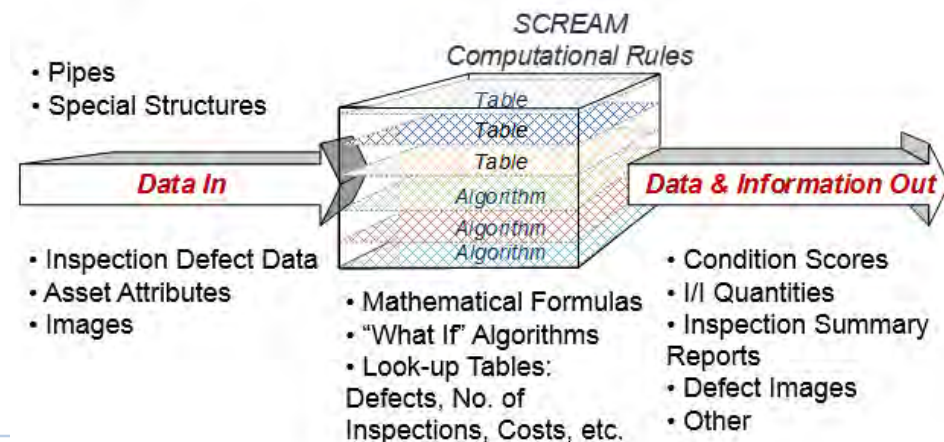 SCREAM
Computational Rules
• Pipes
• Special Structures
Table
Table
Table
Algorithm
Algorithm
Algorithm
Data In
Data & Information Out
• Inspection Defect Data
• Asset Attributes
• Images
• Mathematical Formulas
• "What If" Algorithms
• Look-up Tables:
Defects, No. of
Inspections, Costs, etc.
• Condition Scores
• I/I Quantities
• Inspection Summary
Reports
• Defect Images
• Other